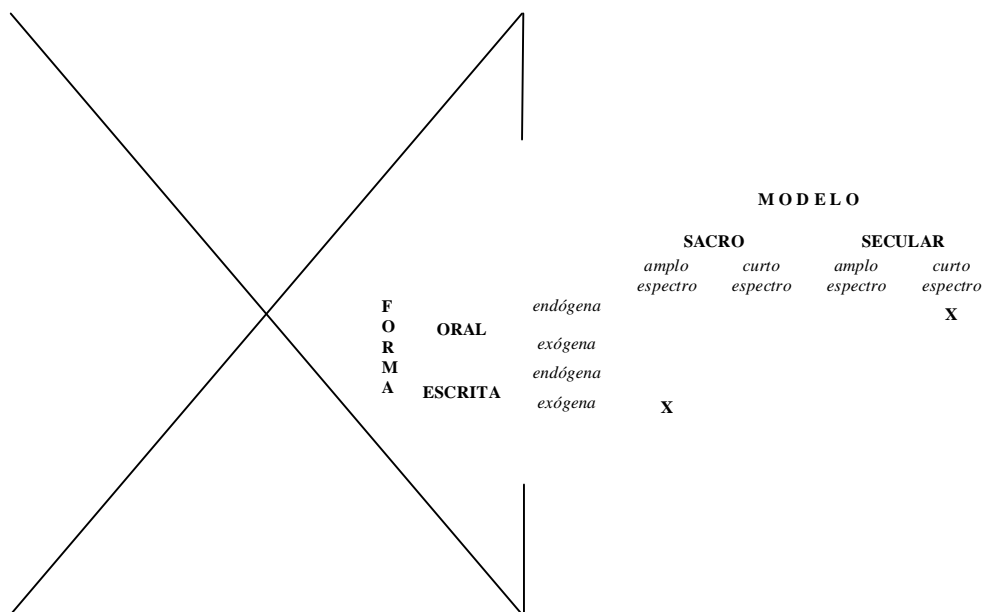 M O D E L O
SACRO SECULAR
amplo curto amplo curto
espectro espectro espectro espectro
F endógena X
O ORAL
R exógena
M endógena
A ESCRITA
exógena X